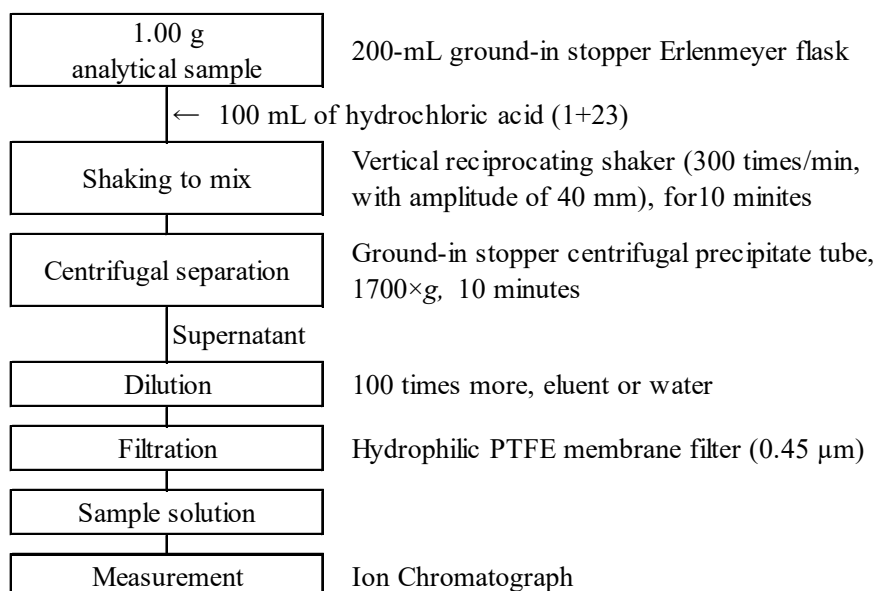 1.00 g
analytical sample
200-mL ground-in stopper Erlenmeyer flask
← 100 mL of hydrochloric acid (1+23)
Shaking to mix
Vertical reciprocating shaker (300 times/min,
with amplitude of 40 mm), for10 minites
Centrifugal separation
Ground-in stopper centrifugal precipitate tube,
1700×g, 10 minutes
Supernatant
Dilution
100 times more, eluent or water
Filtration
Hydrophilic PTFE membrane filter (0.45 μm)
Sample solution
Measurement
Ion Chromatograph